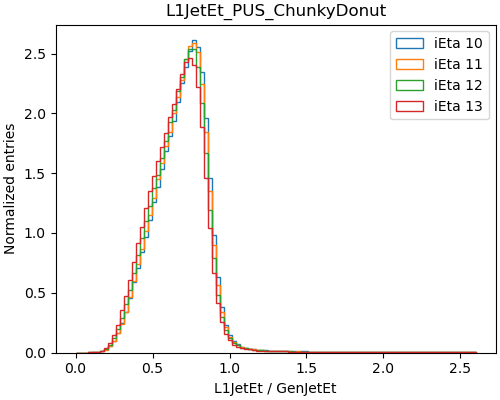 L1JetEt_PUS_ChunkyDonut
iEta 10
iEta 11
iEta 12
iEta 13
Normalized entries
2.5
2.0
1.5
1.0
0.5
0.0
0.0 0.5 1.0 1.5 2.0 2.5
L1JetEt / GenJetEt